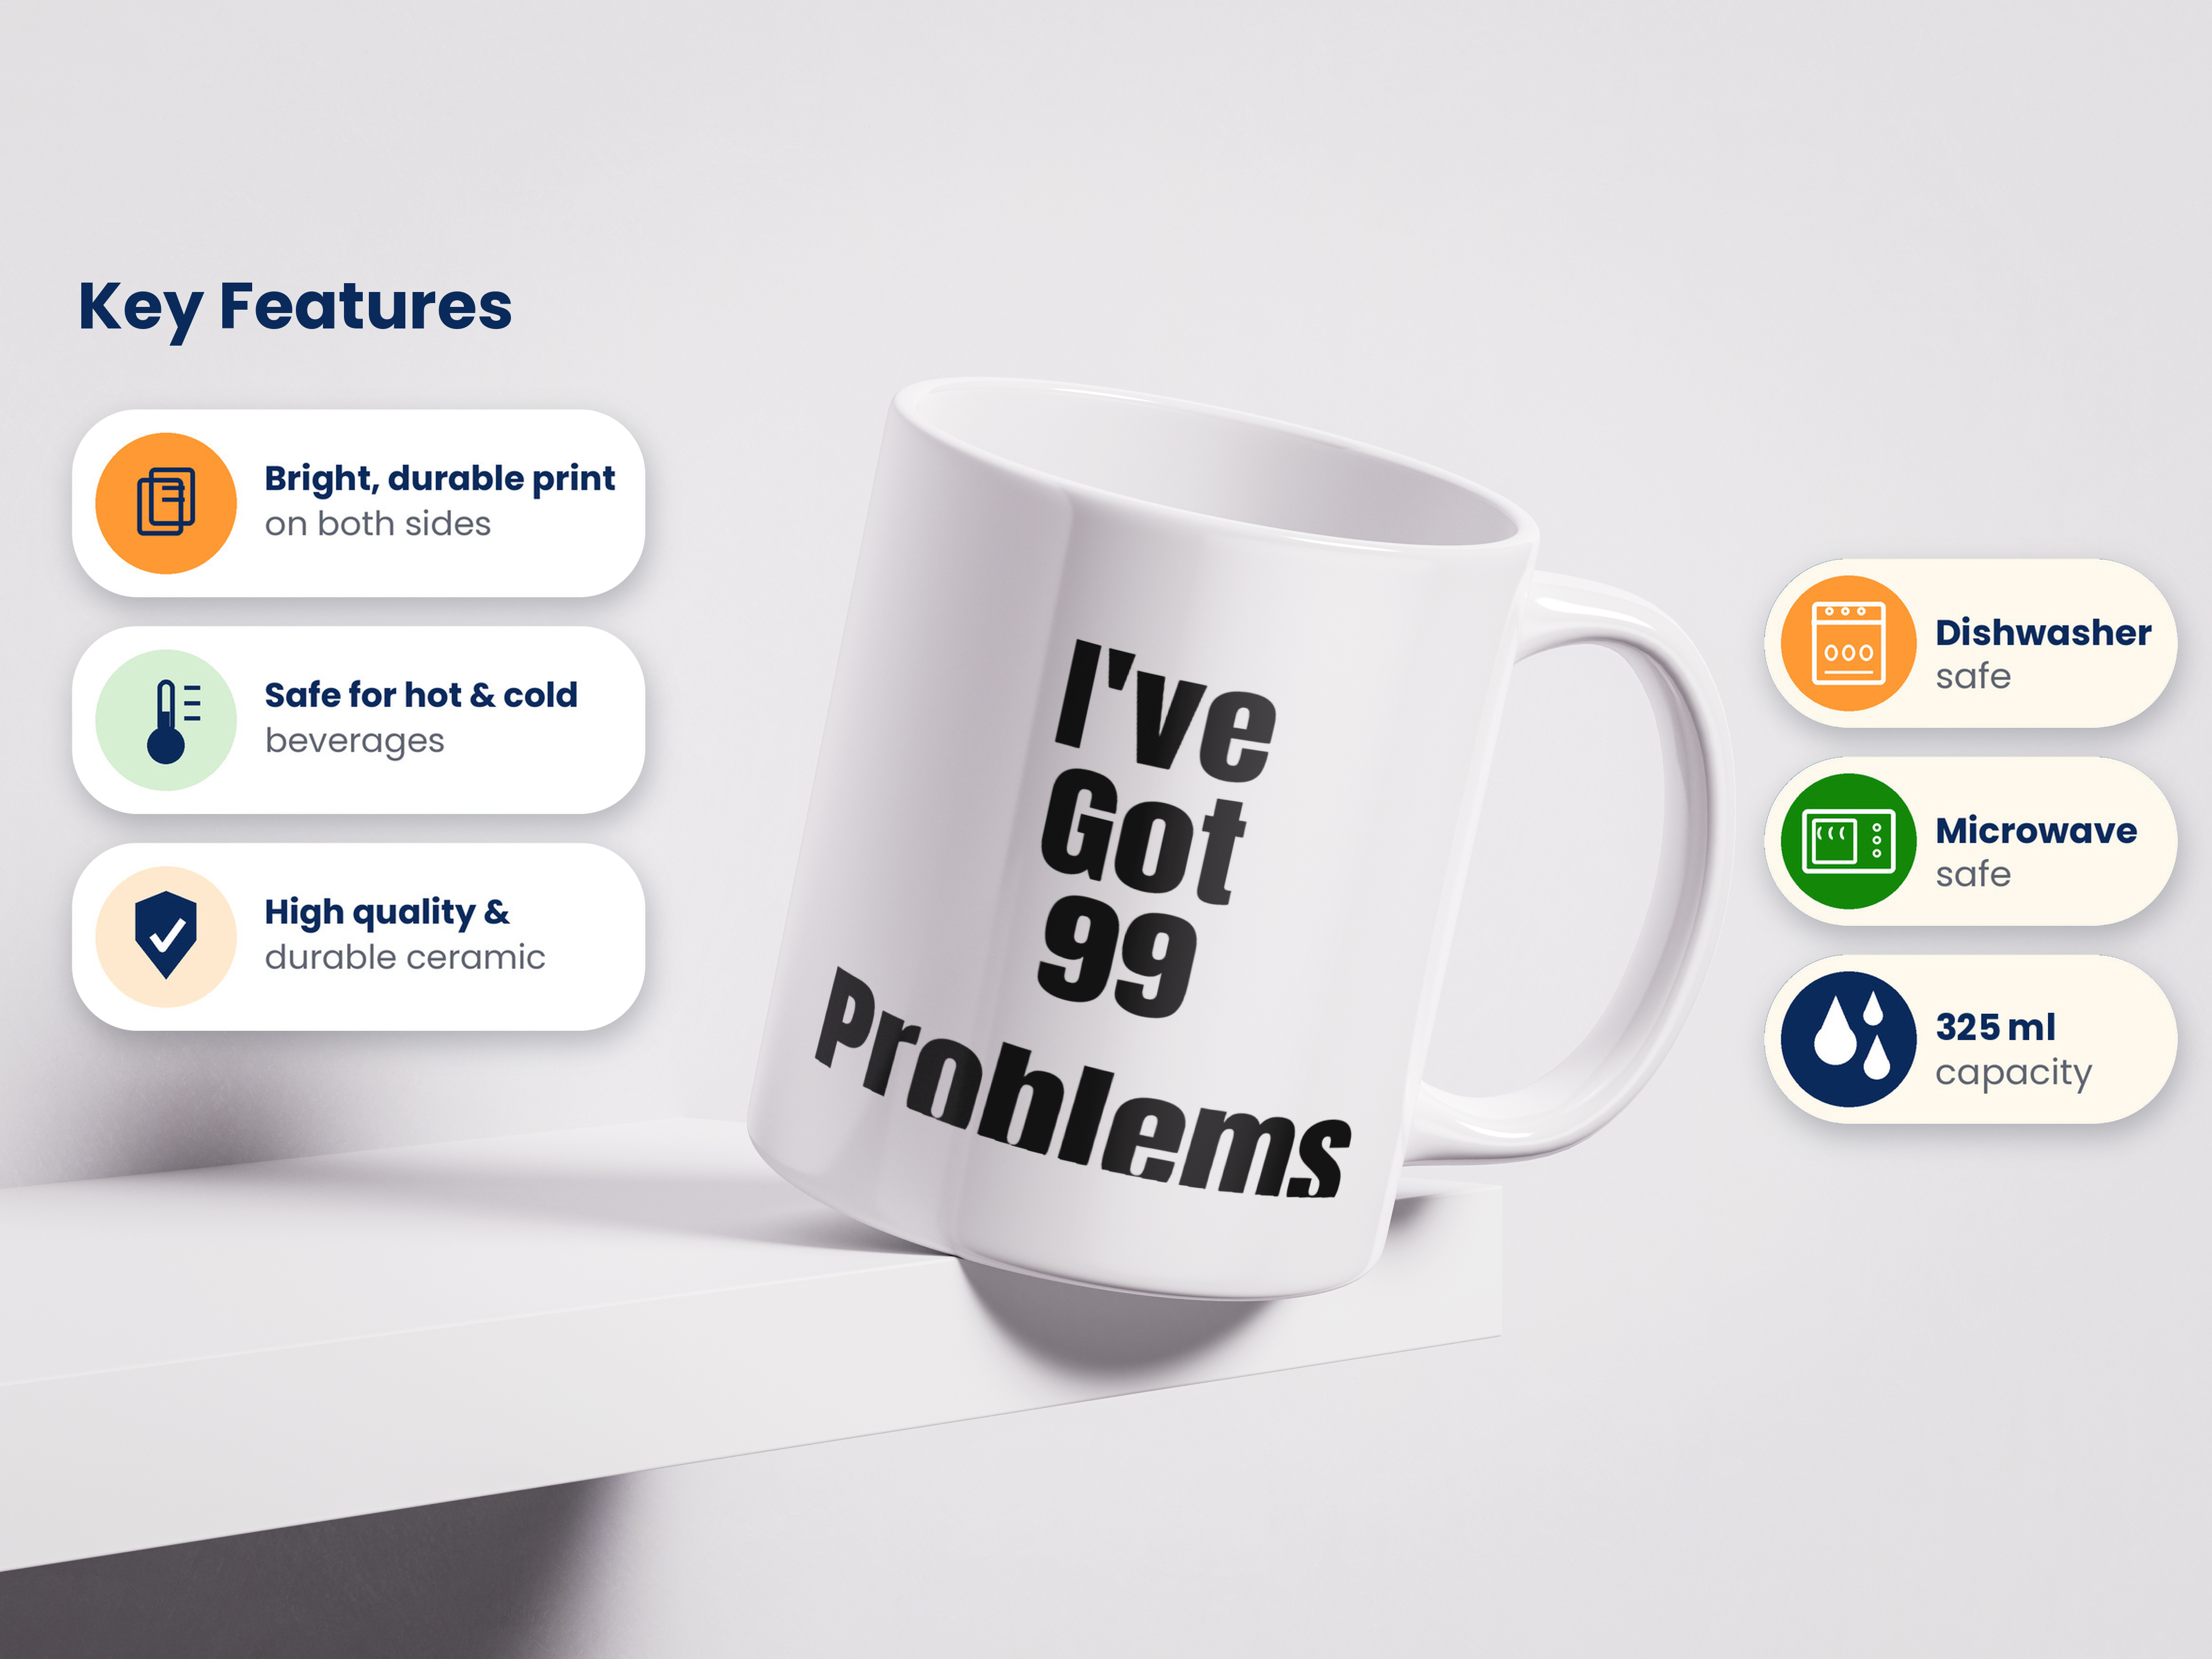 Key Features
Bright, durable print
on both sides
Safe for hot & cold
beverages
High quality &
durable ceramic
I've
Got
99
Problems
Dishwasher
safe
Microwave
safe
325 ml
capacity